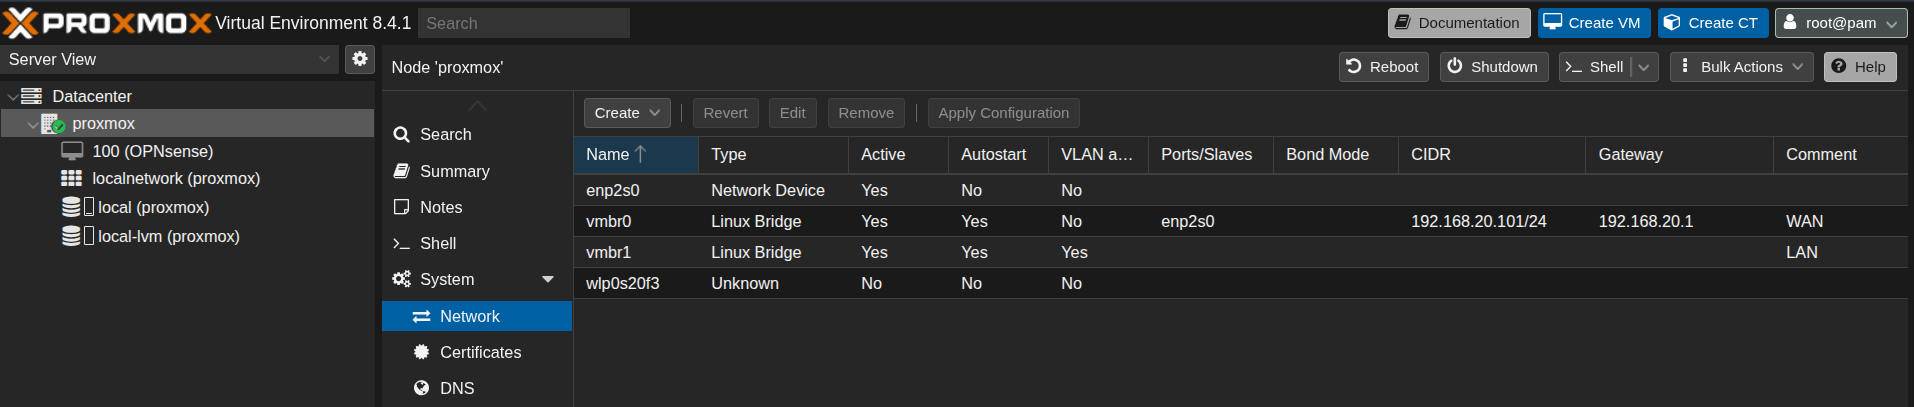 PROXMOX Virtual Environment 8.4.1 Search Documentation Create VM Create CT root@pam
Server View
Node 'proxmox' Reboot Shutdown Shell Bulk Actions Help
Datacenter
proxmox
100 (OPNsense)
localnetwork (proxmox)
local (proxmox)
local-lvm (proxmox)
Search
Summary
Notes
Shell
System
Network
Certificates
DNS
Create Revert Edit Remove Apply Configuration
Name Type Active Autostart VLAN a... Ports/Slaves Bond Mode CIDR Gateway Comment
enp2s0 Network Device Yes No No
vmbr0 Linux Bridge Yes Yes No enp2s0 192.168.20.101/24 192.168.20.1 WAN
vmbr1 Linux Bridge Yes Yes Yes LAN
wlp0s20f3 Unknown No No No